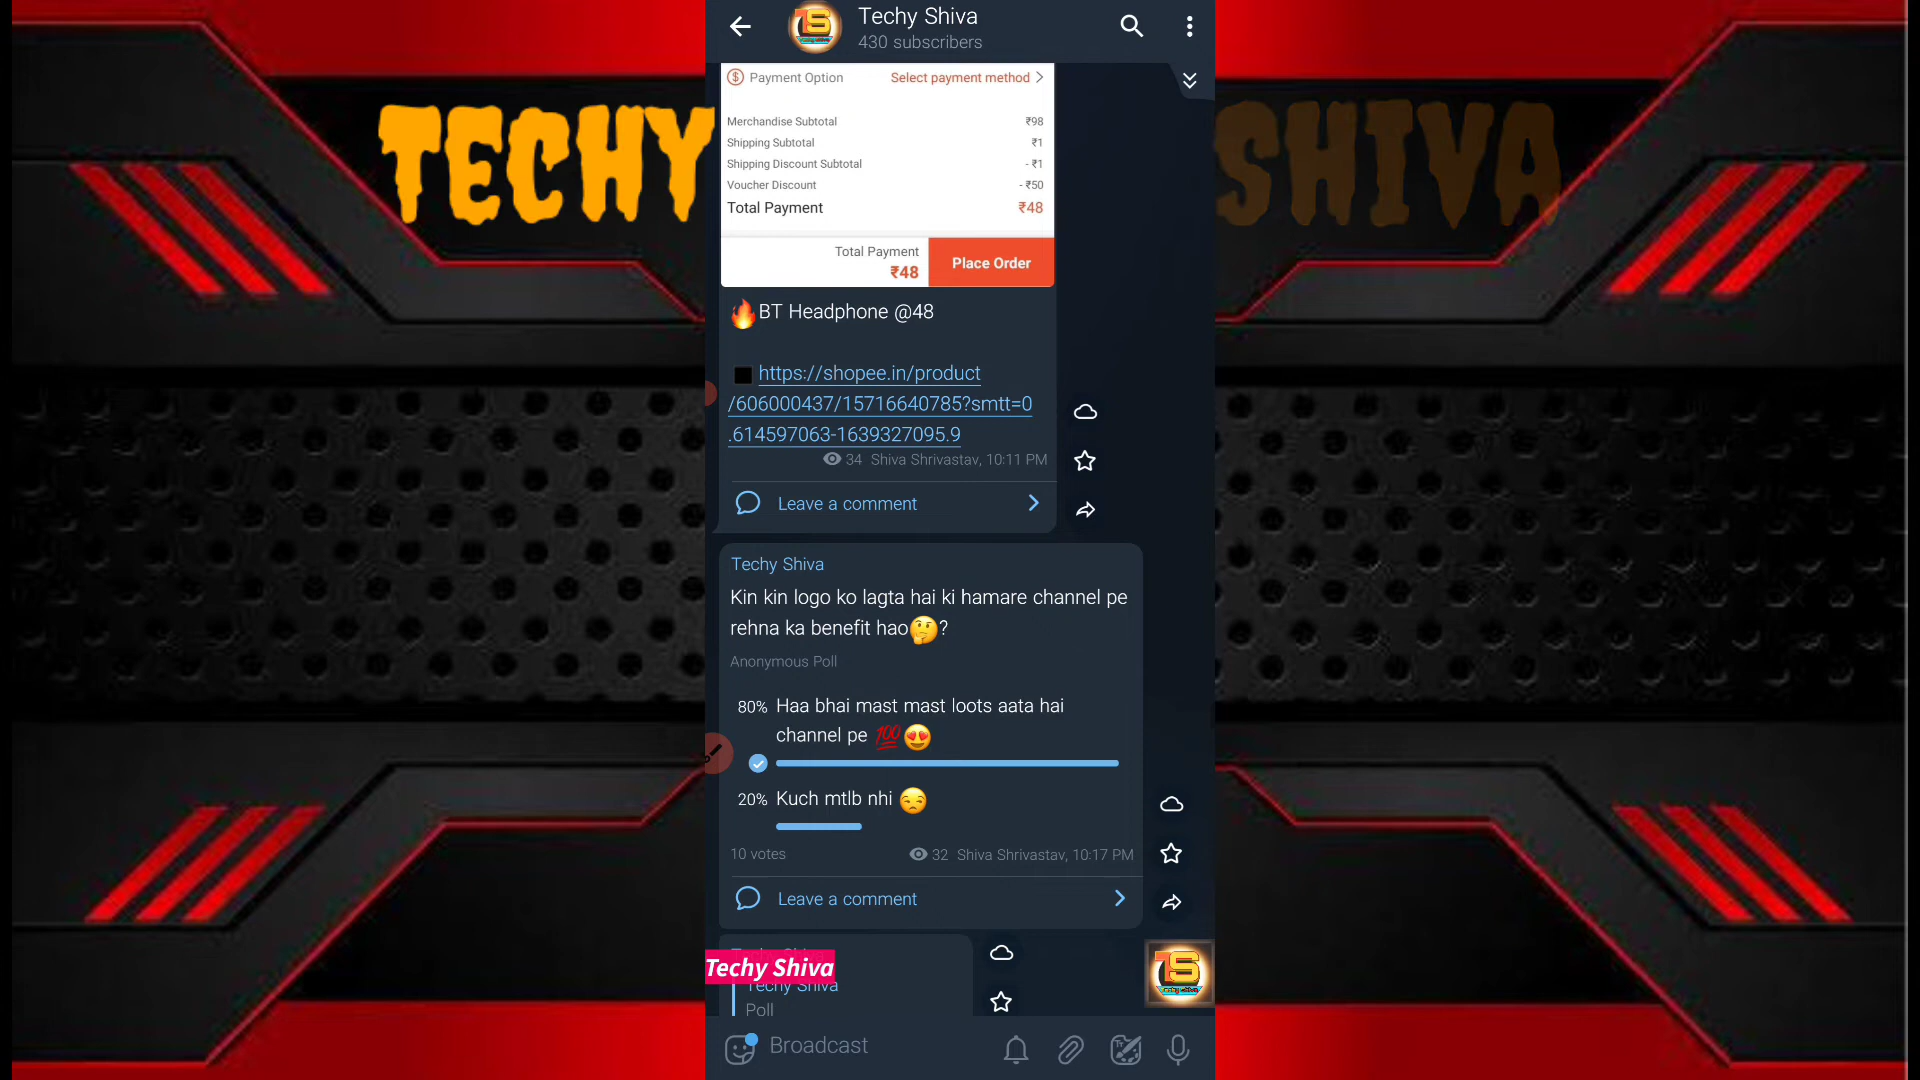 Techy Shiva
430 subscribers
TECHY
SHIVA
Payment Option
Select payment method
Merchandise Subtotal ₹98
Shipping Subtotal ₹1
Shipping Discount Subtotal - ₹1
Voucher Discount - ₹50
Total Payment ₹48
Total Payment
₹48
Place Order
🔥BT Headphone @48
https://shopee.in/product
/606000437/15716640785?smtt=0
.614597063-1639327095.9
34 Shiva Shrivastav, 10:11 PM
Leave a comment
Techy Shiva
Kin kin logo ko lagta hai ki hamare channel pe
rehna ka benefit hao🤔?
Anonymous Poll
80% Haa bhai mast mast loots aata hai
channel pe 💯😍
20% Kuch mtlb nhi 😒
10 votes
32 Shiva Shrivastav, 10:17 PM
Leave a comment
Techy Shiva
Techy Shiva
Poll
TS
Broadcast